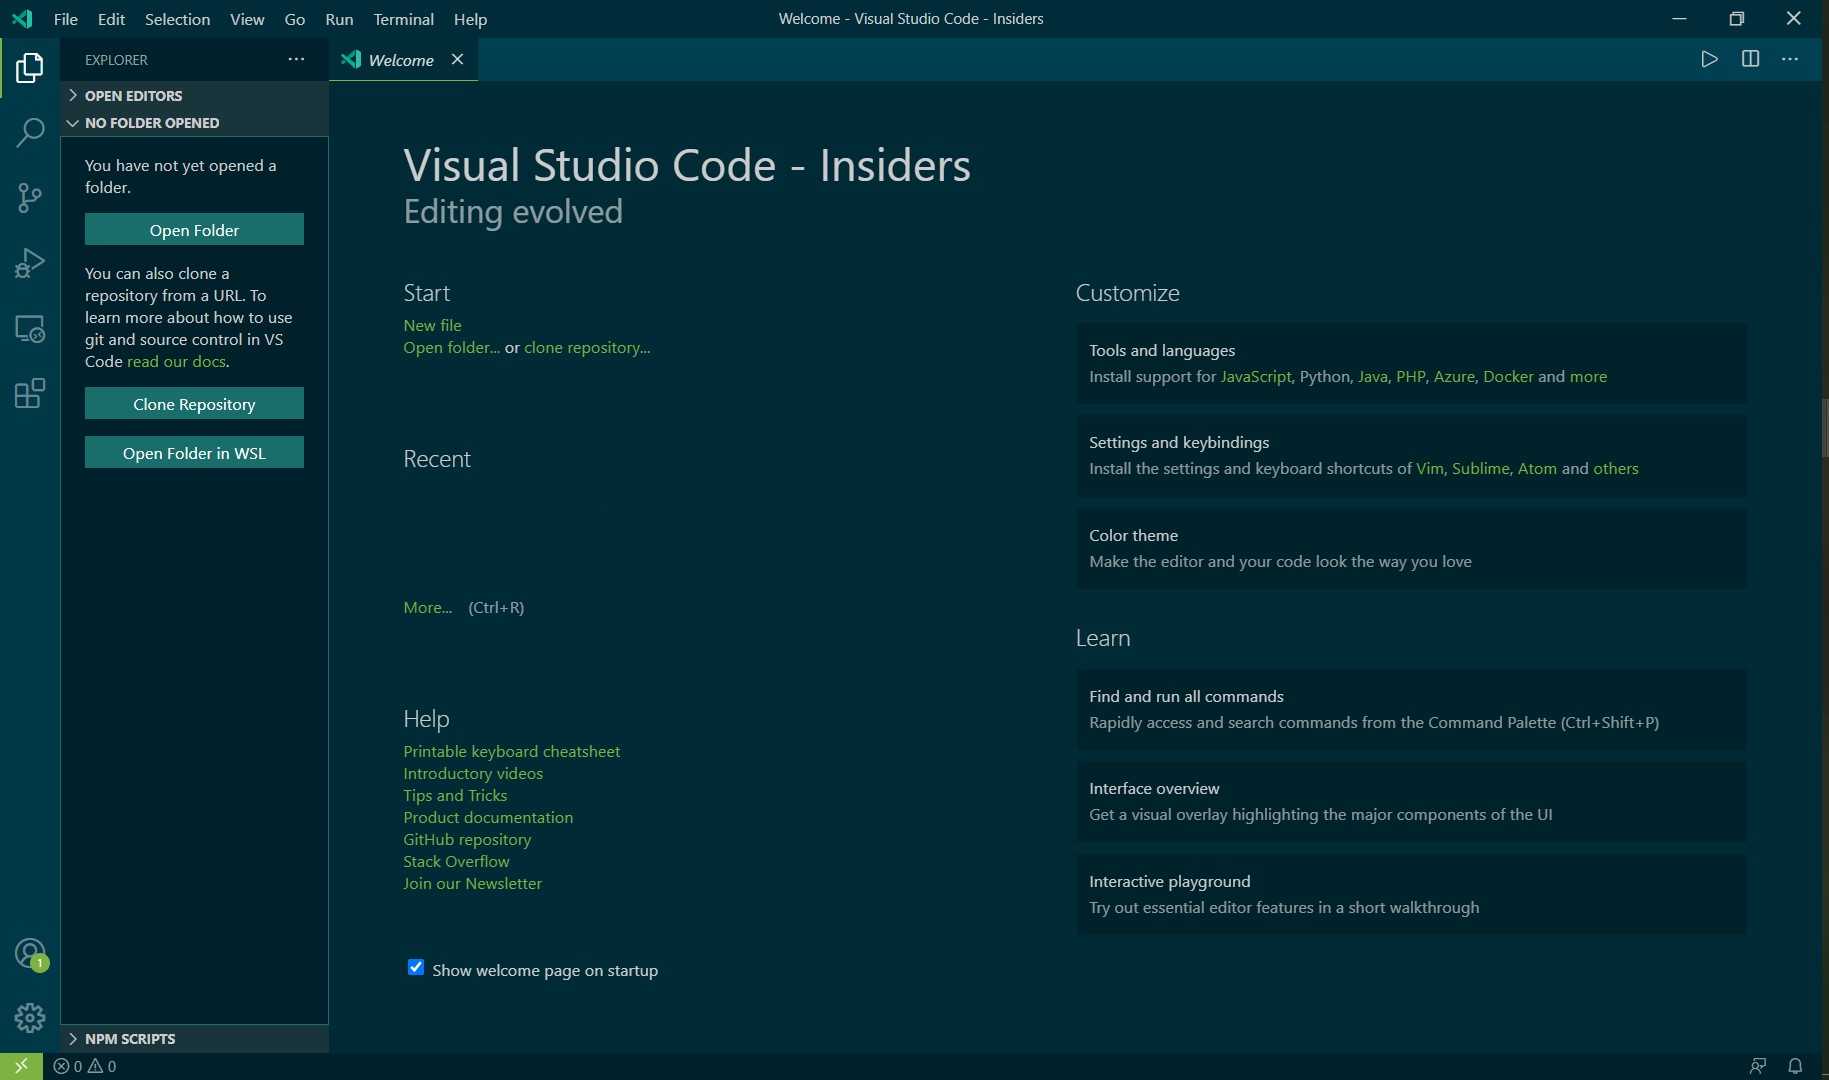 File Edit Selection View Go Run Terminal Help
Welcome - Visual Studio Code - Insiders
EXPLORER
Welcome
OPEN EDITORS
NO FOLDER OPENED
You have not yet opened a
folder.
Open Folder
You can also clone a
repository from a URL. To
learn more about how to use
git and source control in VS
Code read our docs.
Clone Repository
Open Folder in WSL
NPM SCRIPTS
Visual Studio Code - Insiders
Editing evolved
Start
New file
Open folder... or clone repository...
Recent
More... (Ctrl+R)
Help
Printable keyboard cheatsheet
Introductory videos
Tips and Tricks
Product documentation
GitHub repository
Stack Overflow
Join our Newsletter
Show welcome page on startup
Customize
Tools and languages
Install support for JavaScript, Python, Java, PHP, Azure, Docker and more
Settings and keybindings
Install the settings and keyboard shortcuts of Vim, Sublime, Atom and others
Color theme
Make the editor and your code look the way you love
Learn
Find and run all commands
Rapidly access and search commands from the Command Palette (Ctrl+Shift+P)
Interface overview
Get a visual overlay highlighting the major components of the UI
Interactive playground
Try out essential editor features in a short walkthrough
1
0 0